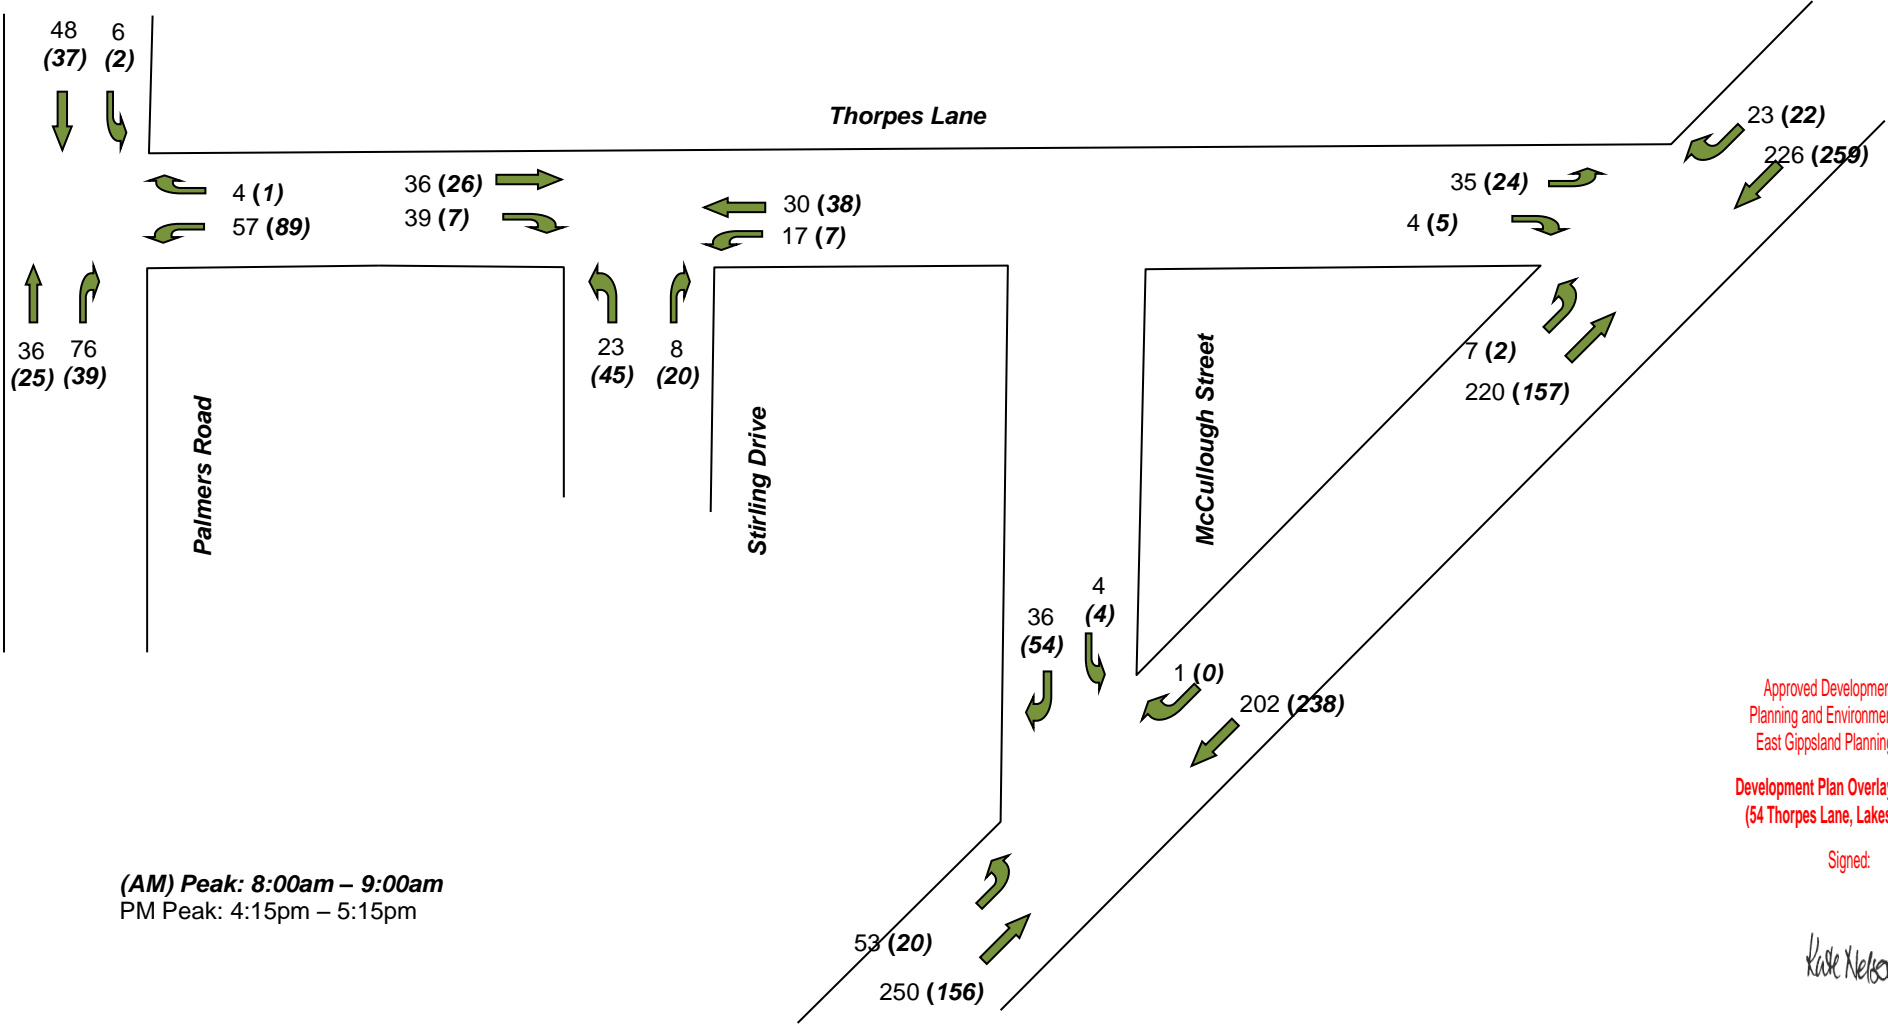 48 6
(37) (2)
Thorpes Lane
23 (22)
226 (259)
4 (1)
57 (89)
36 (26)
39 (7)
30 (38)
17 (7)
35 (24)
4 (5)
36 76
(25) (39)
23 8
(45) (20)
7 (2)
220 (157)
Palmers Road
Stirling Drive
McCullough Street
4
(4)
36
(54)
1 (0)
202 (238)
53 (20)
250 (156)
(AM) Peak: 8:00am – 9:00am
PM Peak: 4:15pm – 5:15pm
Approved Developmen
Planning and Environmen
East Gippsland Planning
Development Plan Overlay
(54 Thorpes Lane, Lakes
Signed:
Kate